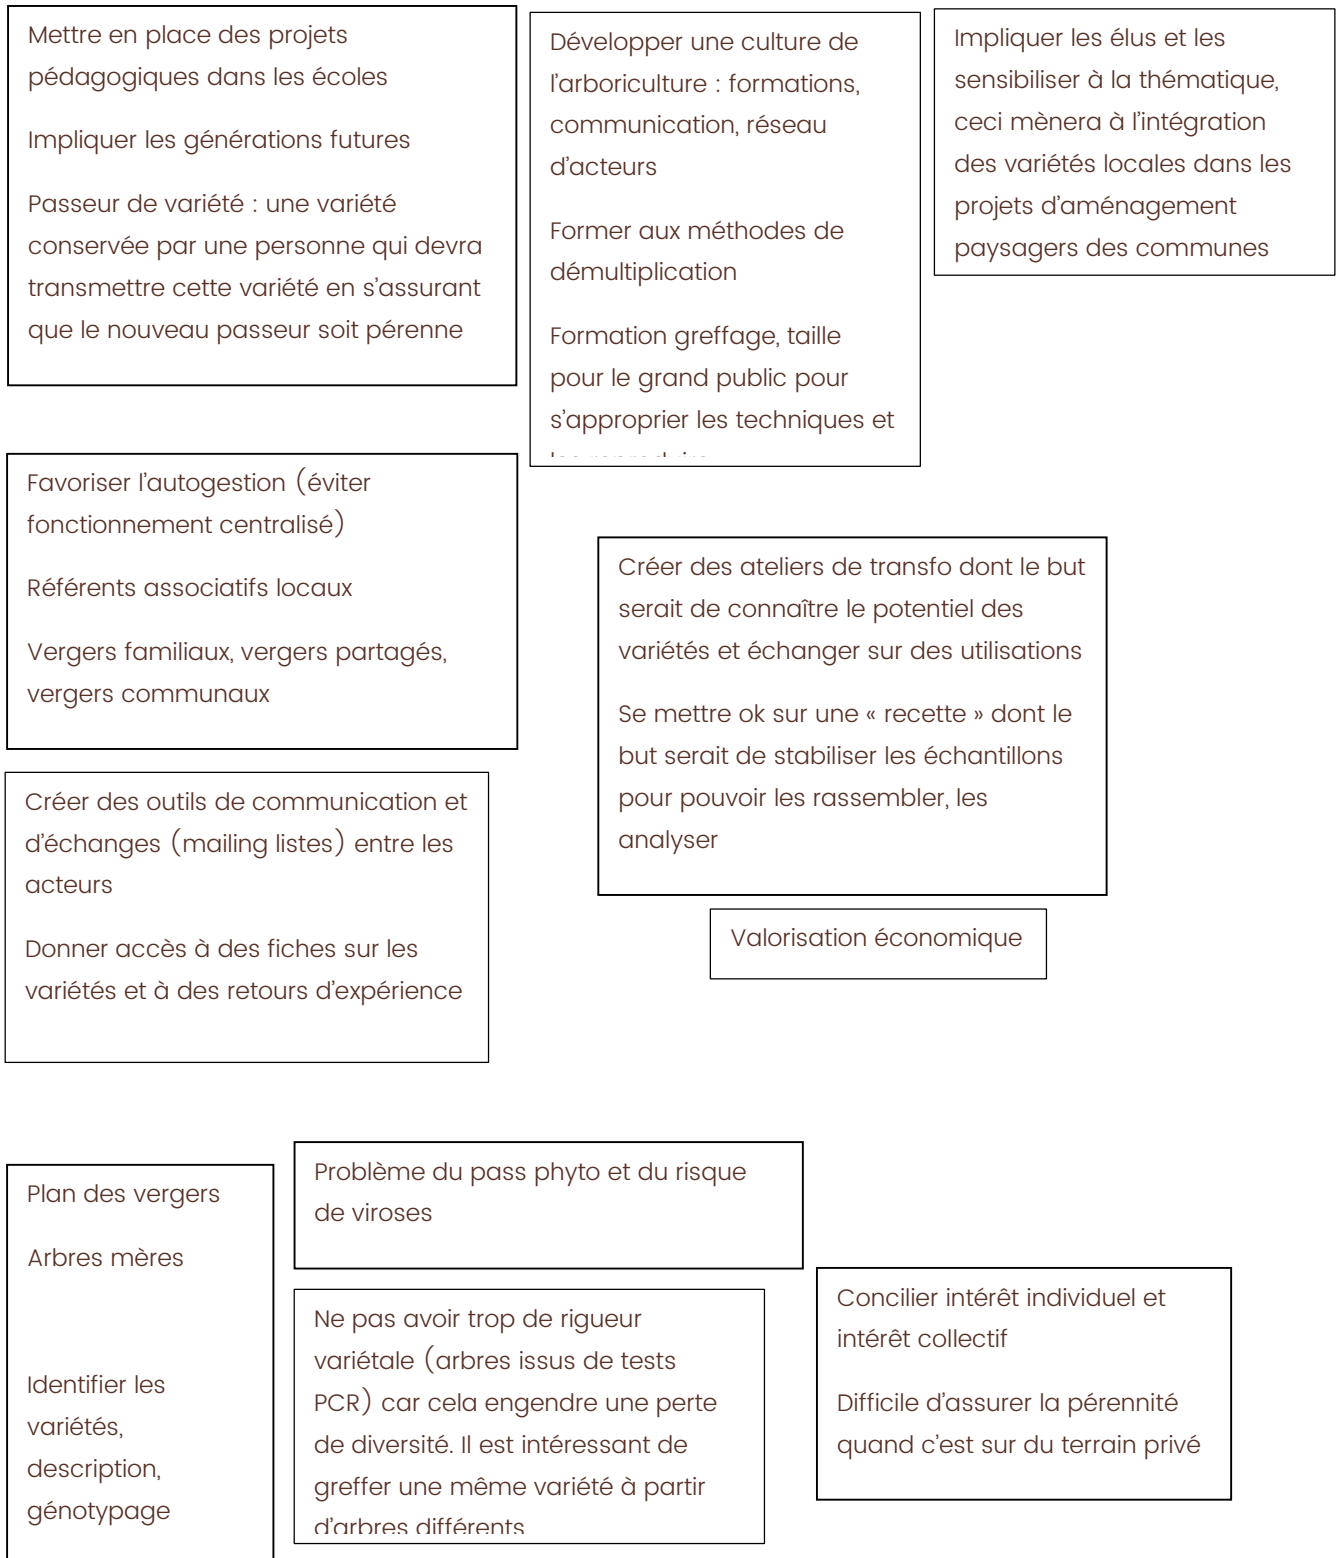 Mettre en place des projets
pédagogiques dans les écoles
Impliquer les générations futures
Passeur de variété : une variété
conservée par une personne qui devra
transmettre cette variété en s’assurant
que le nouveau passeur soit pérenne
Développer une culture de
l’arboriculture : formations,
communication, réseau
d’acteurs
Former aux méthodes de
démultiplication
Formation greffage, taille
pour le grand public pour
s’approprier les techniques et
Impliquer les élus et les
sensibiliser à la thématique,
ceci mènera à l’intégration
des variétés locales dans les
projets d’aménagement
paysagers des communes
Favoriser l’autogestion (éviter
fonctionnement centralisé)
Référents associatifs locaux
Vergers familiaux, vergers partagés,
vergers communaux
Créer des ateliers de transfo dont le but
serait de connaître le potentiel des
variétés et échanger sur des utilisations
Se mettre ok sur une « recette » dont le
but serait de stabiliser les échantillons
pour pouvoir les rassembler, les
analyser
Créer des outils de communication et
d’échanges (mailing listes) entre les
acteurs
Donner accès à des fiches sur les
variétés et à des retours d’expérience
Valorisation économique
Plan des vergers
Arbres mères
Identifier les
variétés,
description,
génotypage
Problème du pass phyto et du risque
de viroses
Ne pas avoir trop de rigueur
variétale (arbres issus de tests
PCR) car cela engendre une perte
de diversité. Il est intéressant de
greffer une même variété à partir
d’arbres différents
Concilier intérêt individuel et
intérêt collectif
Difficile d’assurer la pérennité
quand c’est sur du terrain privé